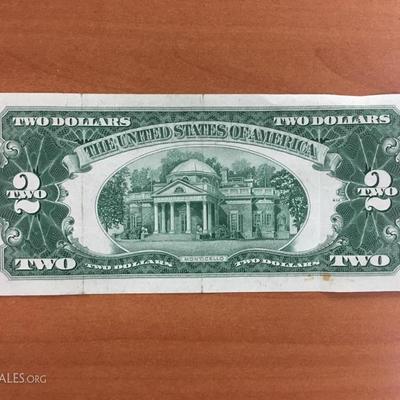 TWO DOLLARS
TWO DOLLARS
THE UNITED STATES OF AMERICA
2
TWO
2
TWO
MONTICELLO
TWO
TWO DOLLARS
TWO DOLLARS
TWO
ALES.ORG